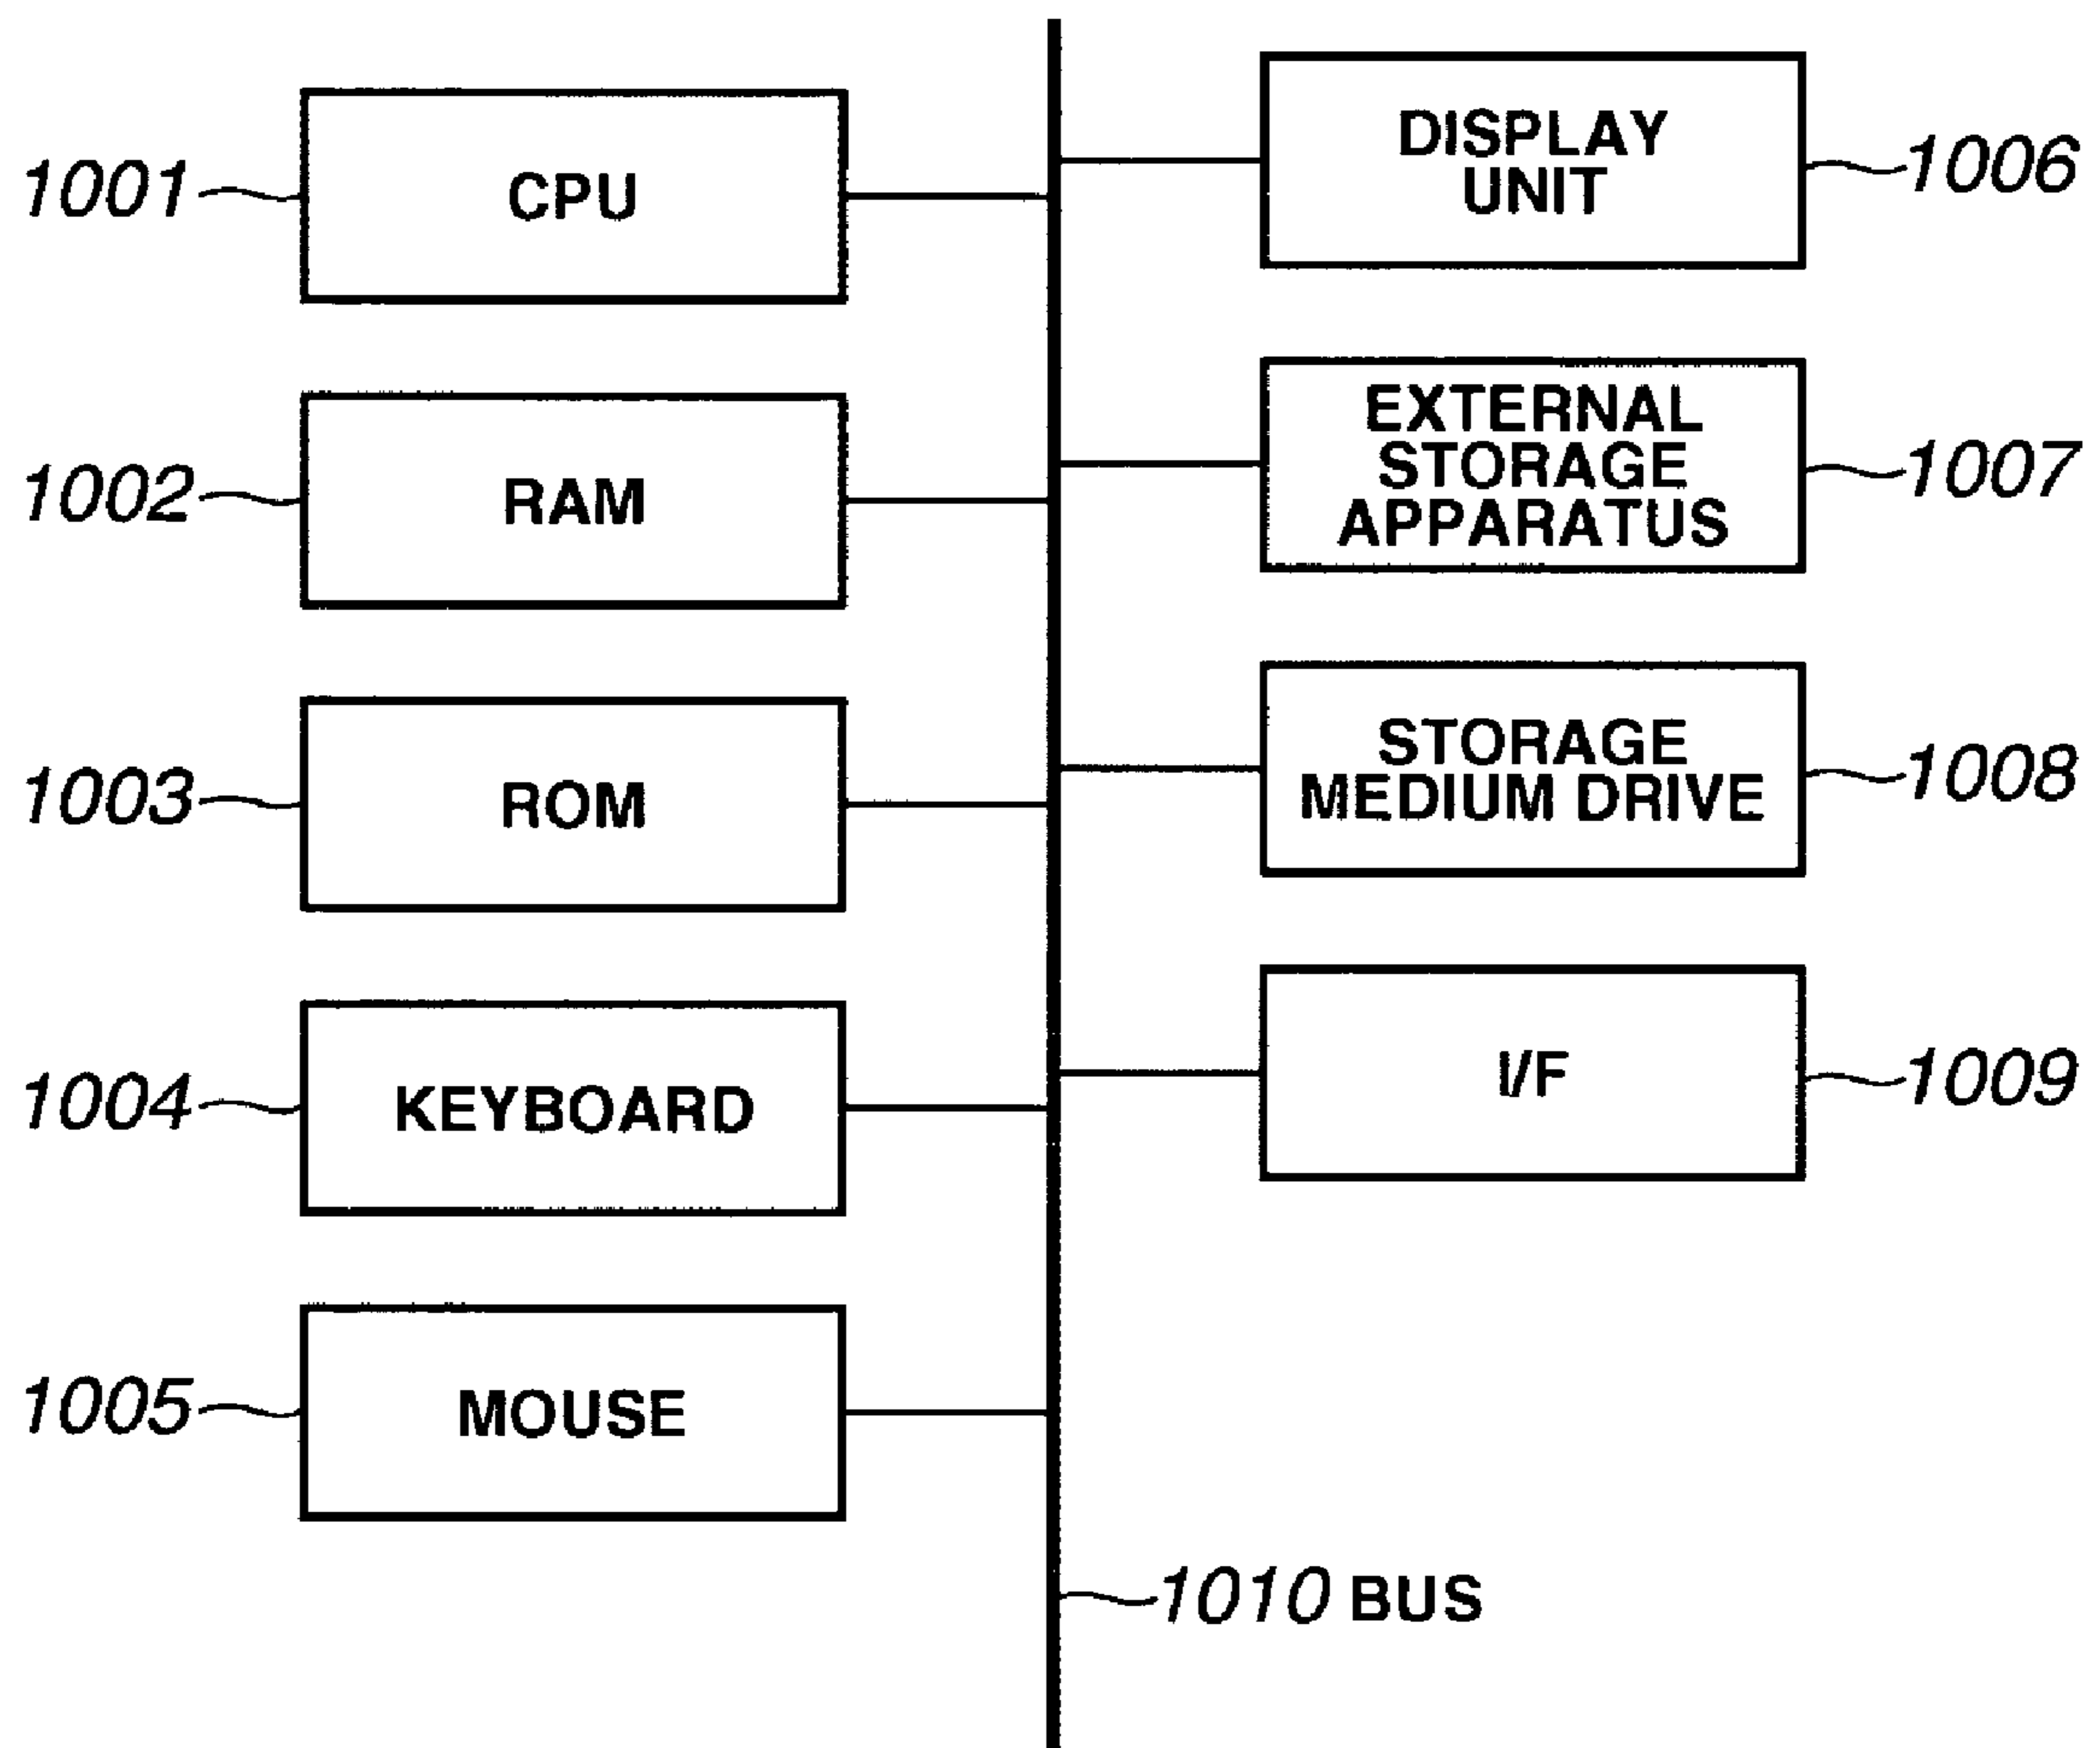 1001 CPU
1002 RAM
1003 ROM
1004 KEYBOARD
1005 MOUSE
DISPLAY
UNIT
1006
EXTERNAL
STORAGE
APPARATUS
1007
STORAGE
MEDIUM DRIVE
1008
I/F
1009
1010 BUS